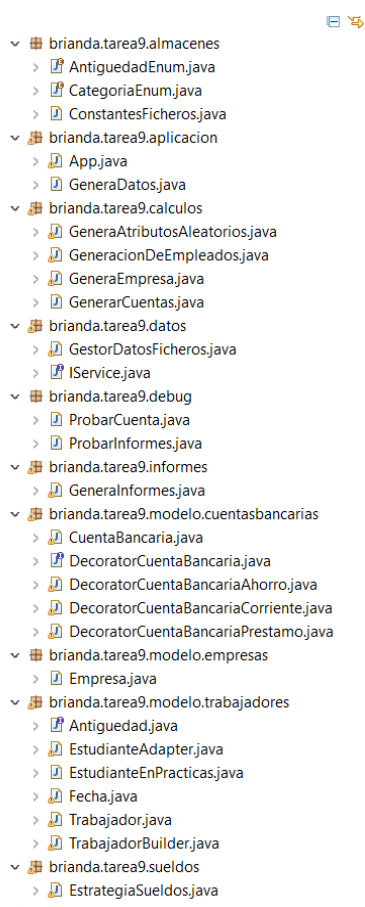 brianda.tarea9.almacenes
AntiguedadEnum.java
CategoriaEnum.java
ConstantesFicheros.java
brianda.tarea9.aplicacion
App.java
GeneraDatos.java
brianda.tarea9.calculos
GeneraAtributosAleatorios.java
GeneracionDeEmpleados.java
GeneraEmpresa.java
GenerarCuentas.java
brianda.tarea9.datos
GestorDatosFicheros.java
IService.java
brianda.tarea9.debug
ProbarCuenta.java
ProbarInformes.java
brianda.tarea9.informes
GeneraInformes.java
brianda.tarea9.modelo.cuentasbancarias
CuentaBancaria.java
DecoratorCuentaBancaria.java
DecoratorCuentaBancariaAhorro.java
DecoratorCuentaBancariaCorriente.java
DecoratorCuentaBancariaPrestamo.java
brianda.tarea9.modelo.empresas
Empresa.java
brianda.tarea9.modelo.trabajadores
Antiguedad.java
EstudianteAdapter.java
EstudianteEnPracticas.java
Fecha.java
Trabajador.java
TrabajadorBuilder.java
brianda.tarea9.sueldos
EstrategiaSueldos.java